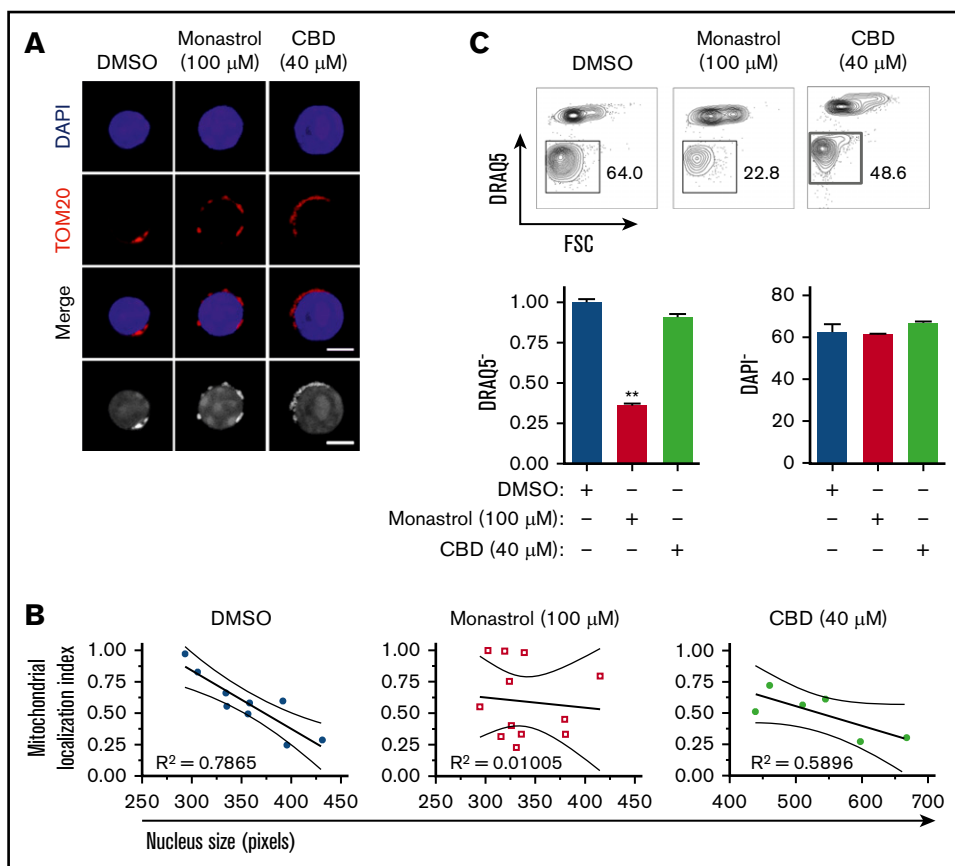 A
DMSO
Monastrol
(100 μM)
CBD
(40 μM)
DAPI
TOM20
Merge
C
DMSO
Monastrol
(100 μM)
CBD
(40 μM)
DRAQ5
64.0
22.8
48.6
FSC
1.00
0.75
0.50
0.25
0.00
DRAQ5-
**
80
60
40
20
0
DAPI-
DMSO: + – – + – –
Monastrol (100 μM): – + – – + –
CBD (40 μM): – – + – – +
B
DMSO
Monastrol (100 μM)
CBD (40 μM)
Mitochondrial
localization index
1.00
0.75
0.50
0.25
0.00
R² = 0.7865
250 300 350 400 450
1.00
0.75
0.50
0.25
0.00
R² = 0.01005
250 300 350 400 450
1.00
0.75
0.50
0.25
0.00
R² = 0.5896
400 500 600 700
Nucleus size (pixels)